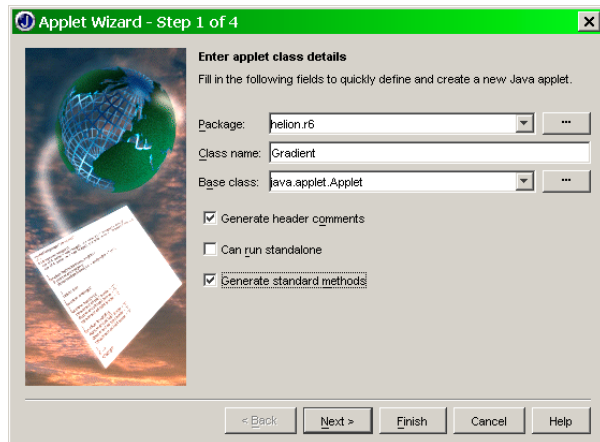 Applet Wizard - Step 1 of 4
Enter applet class details
Fill in the following fields to quickly define and create a new Java applet.
Package: helion.r6 ...
Class name: Gradient
Base class: java.applet.Applet ...
Generate header comments
Can run standalone
Generate standard methods
< Back Next > Finish Cancel Help